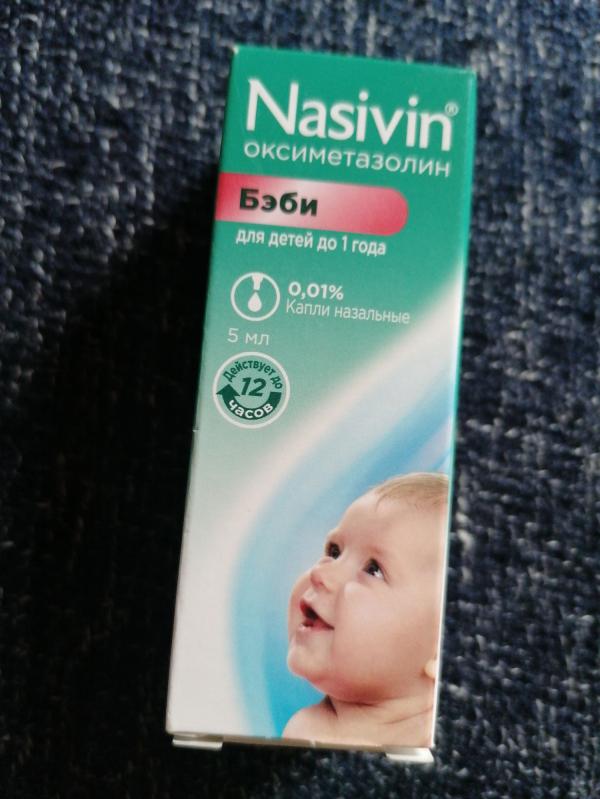 Nasivin®
оксиметазолин
Бэби
для детей до 1 года
0,01%
Капли назальные
5 мл
Действует до
12
часов